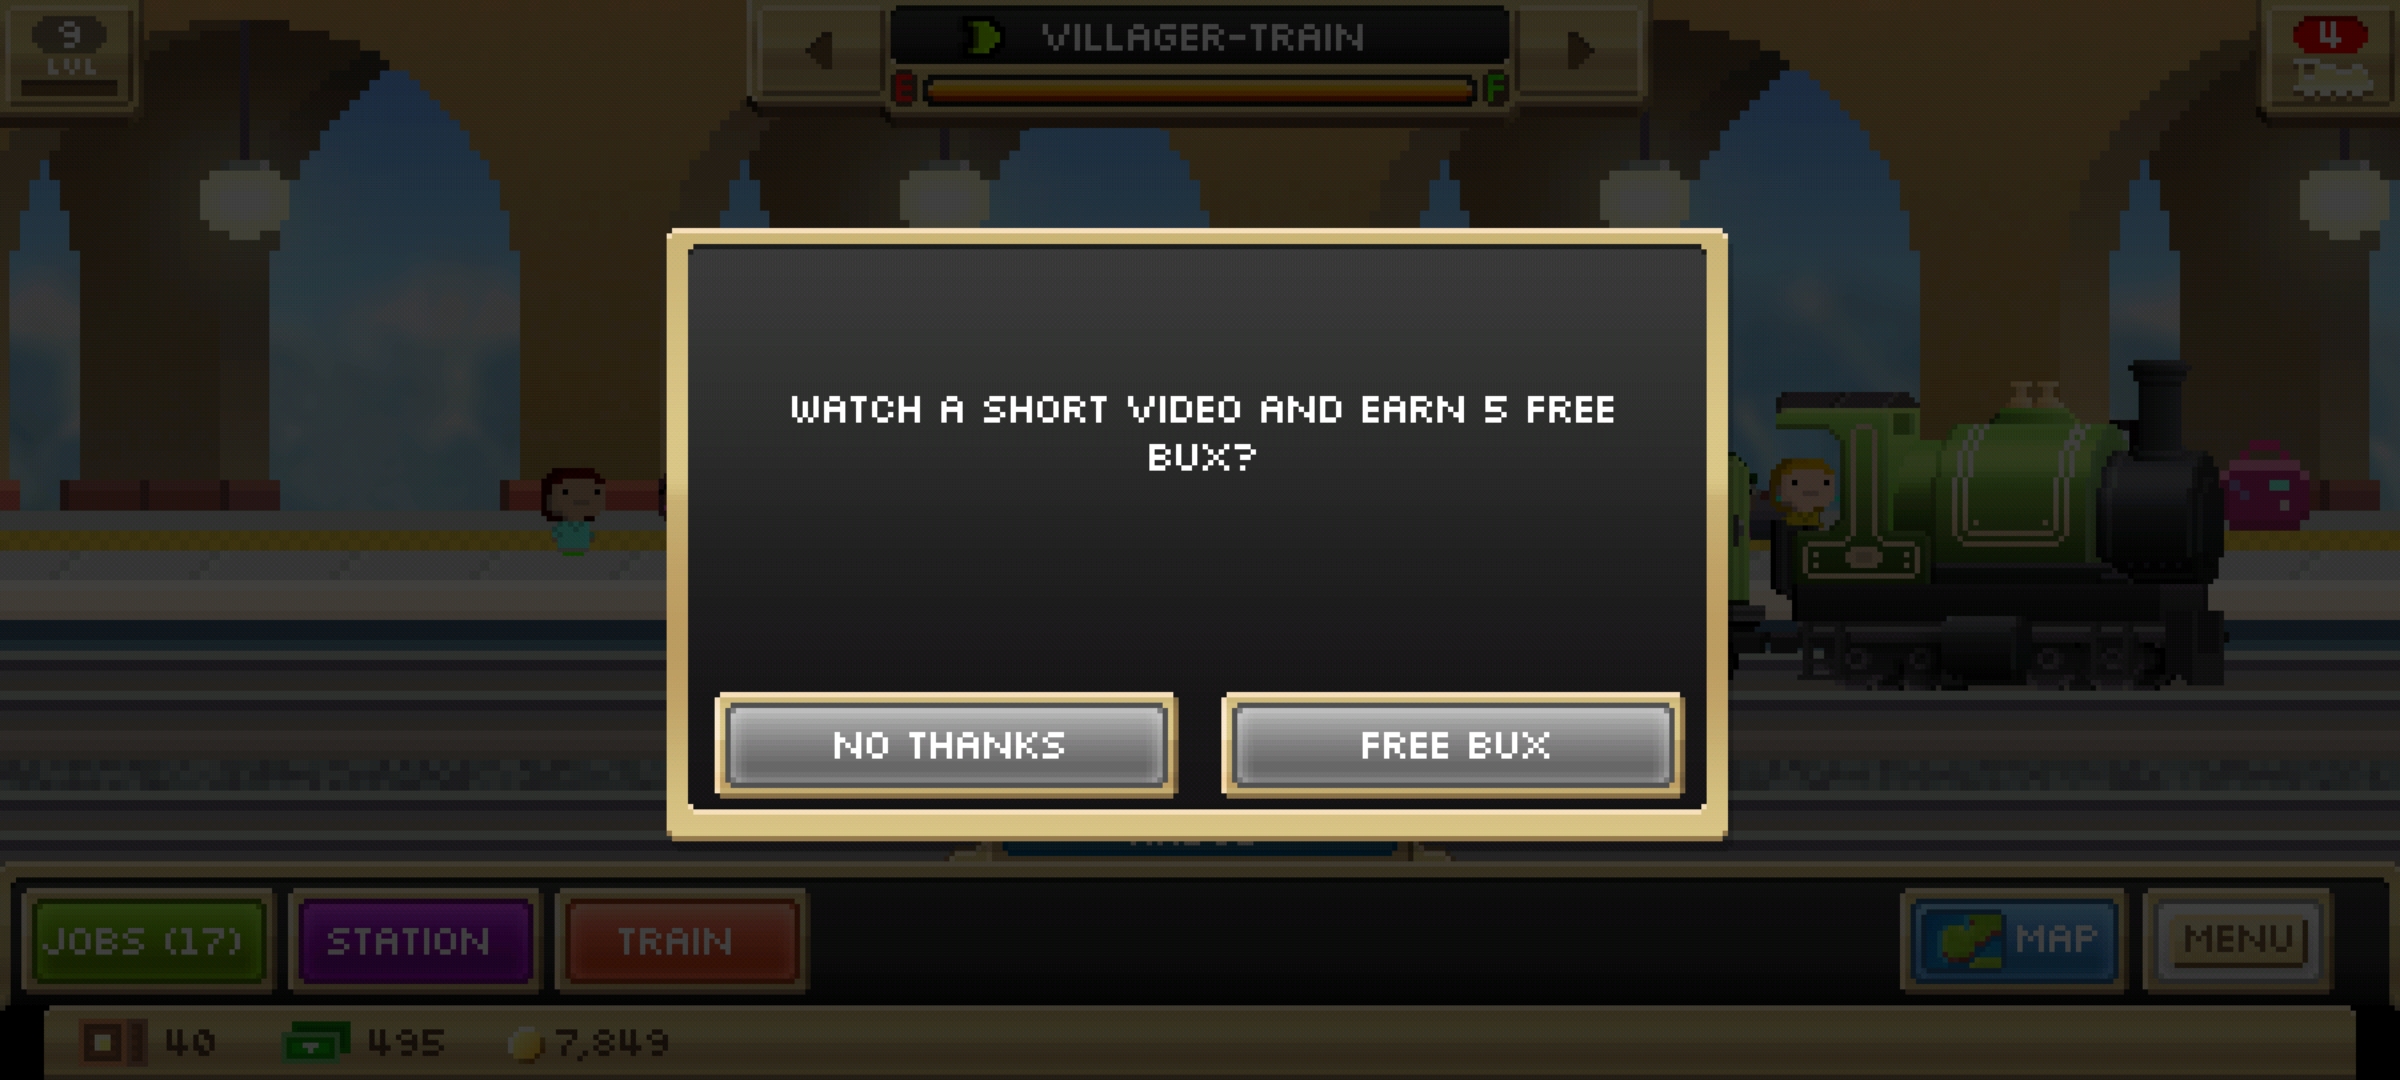 9
LVL
VILLAGER-TRAIN
E F
4
WATCH A SHORT VIDEO AND EARN 5 FREE
BUX?
NO THANKS
FREE BUX
JOBS (17)
STATION
TRAIN
MAP
MENU
40
495
7,849